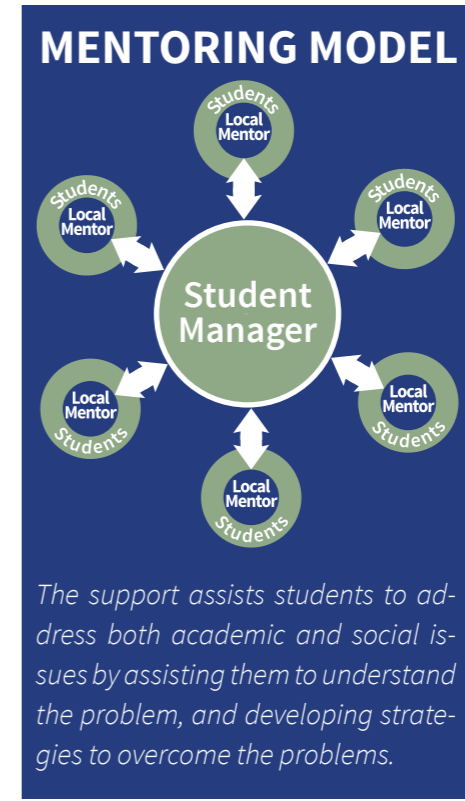 MENTORING MODEL
Students
Local
Mentor
Students
Local
Mentor
Students
Local
Mentor
Student
Manager
Local
Mentor
Students
Local
Mentor
Students
Local
Mentor
Students
The support assists students to ad-
dress both academic and social is-
sues by assisting them to understand
the problem, and developing strate-
gies to overcome the problems.